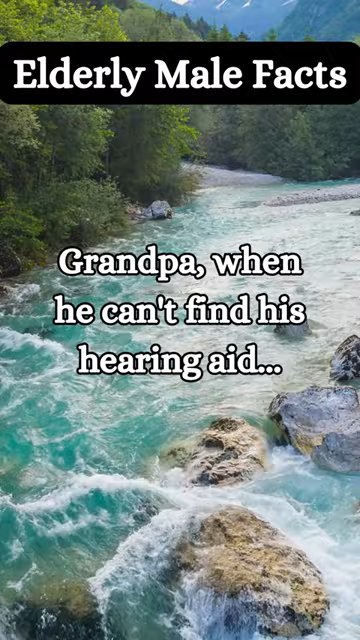 Elderly Male Facts
Grandpa, when
he can't find his
hearing aid...